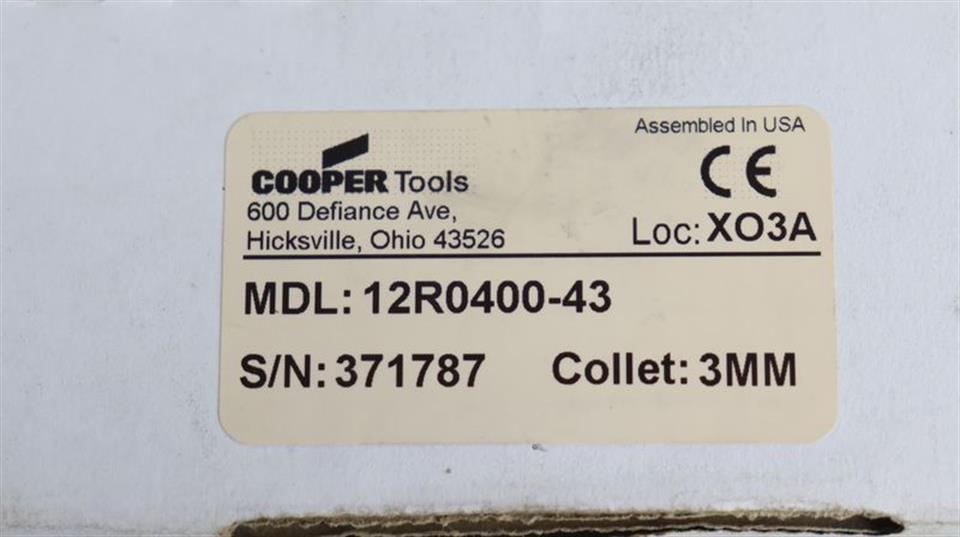 Assembled In USA
COOPER Tools
CE
600 Defiance Ave,
Hicksville, Ohio 43526
Loc: XO3A
MDL: 12R0400-43
S/N: 371787 Collet: 3MM